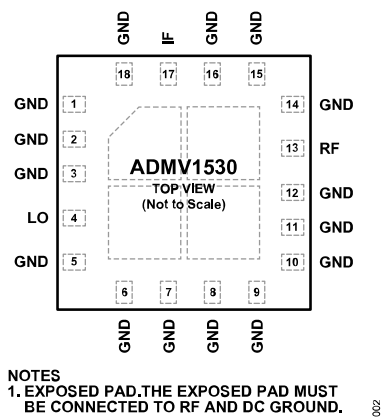 GND
IF
GND
GND
18
17
16
15
GND
1
14
GND
GND
2
13
RF
GND
3
ADMV1530
TOP VIEW
(Not to Scale)
12
GND
LO
4
11
GND
GND
5
10
GND
6
7
8
9
GND
GND
GND
GND
NOTES
1. EXPOSED PAD.THE EXPOSED PAD MUST
BE CONNECTED TO RF AND DC GROUND.
002